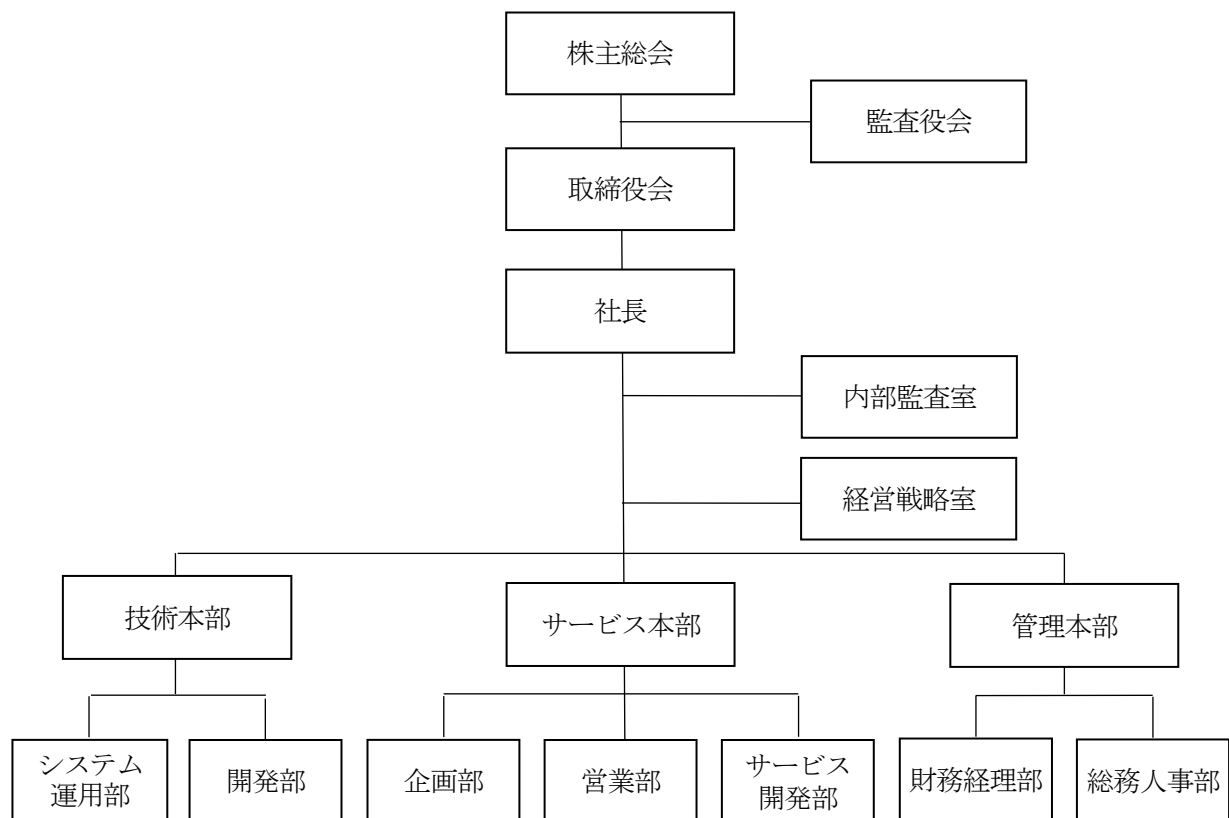 株主総会
監査役会
取締役会
社長
内部監査室
経営戦略室
技術本部
サービス本部
管理本部
システム
運用部
開発部
企画部
営業部
サービス
開発部
財務経理部
総務人事部